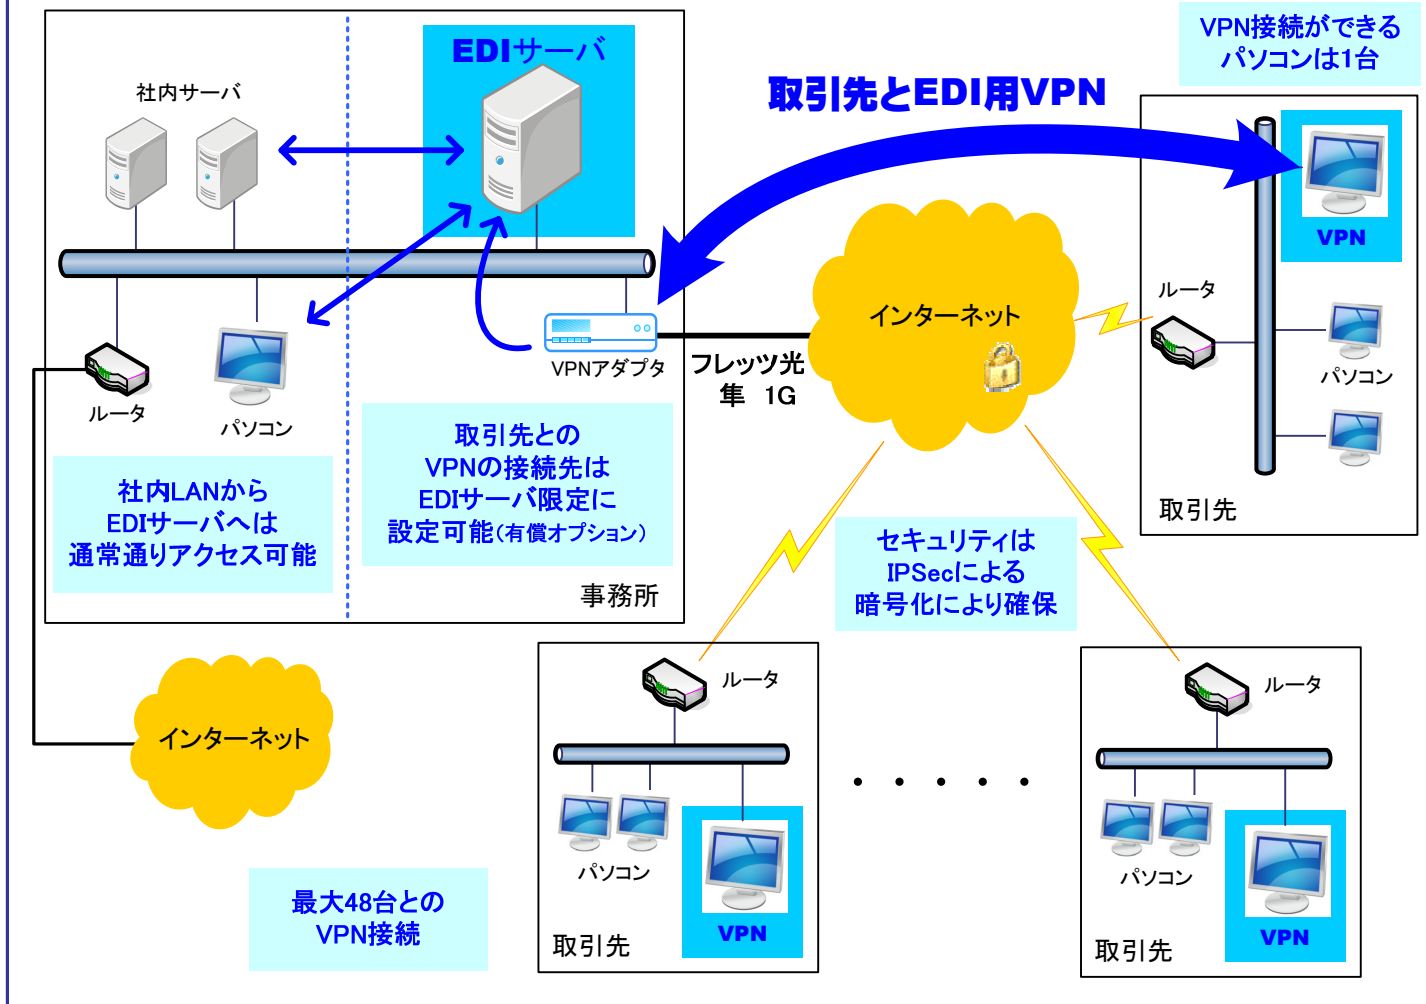 EDIサーバ
社内サーバ
取引先とEDI用VPN
VPN接続ができる
パソコンは1台
VPN
ルータ
インターネット
VPNアダプタ
フレッツ光
隼 1G
パソコン
ルータ
パソコン
取引先との
VPNの接続先は
EDIサーバ限定に
設定可能(有償オプション)
社内LANから
EDIサーバへは
通常通りアクセス可能
事務所
取引先
セキュリティは
IPSecによる
暗号化により確保
インターネット
ルータ
パソコン
VPN
取引先
・・・・・
ルータ
パソコン
VPN
取引先
最大48台との
VPN接続